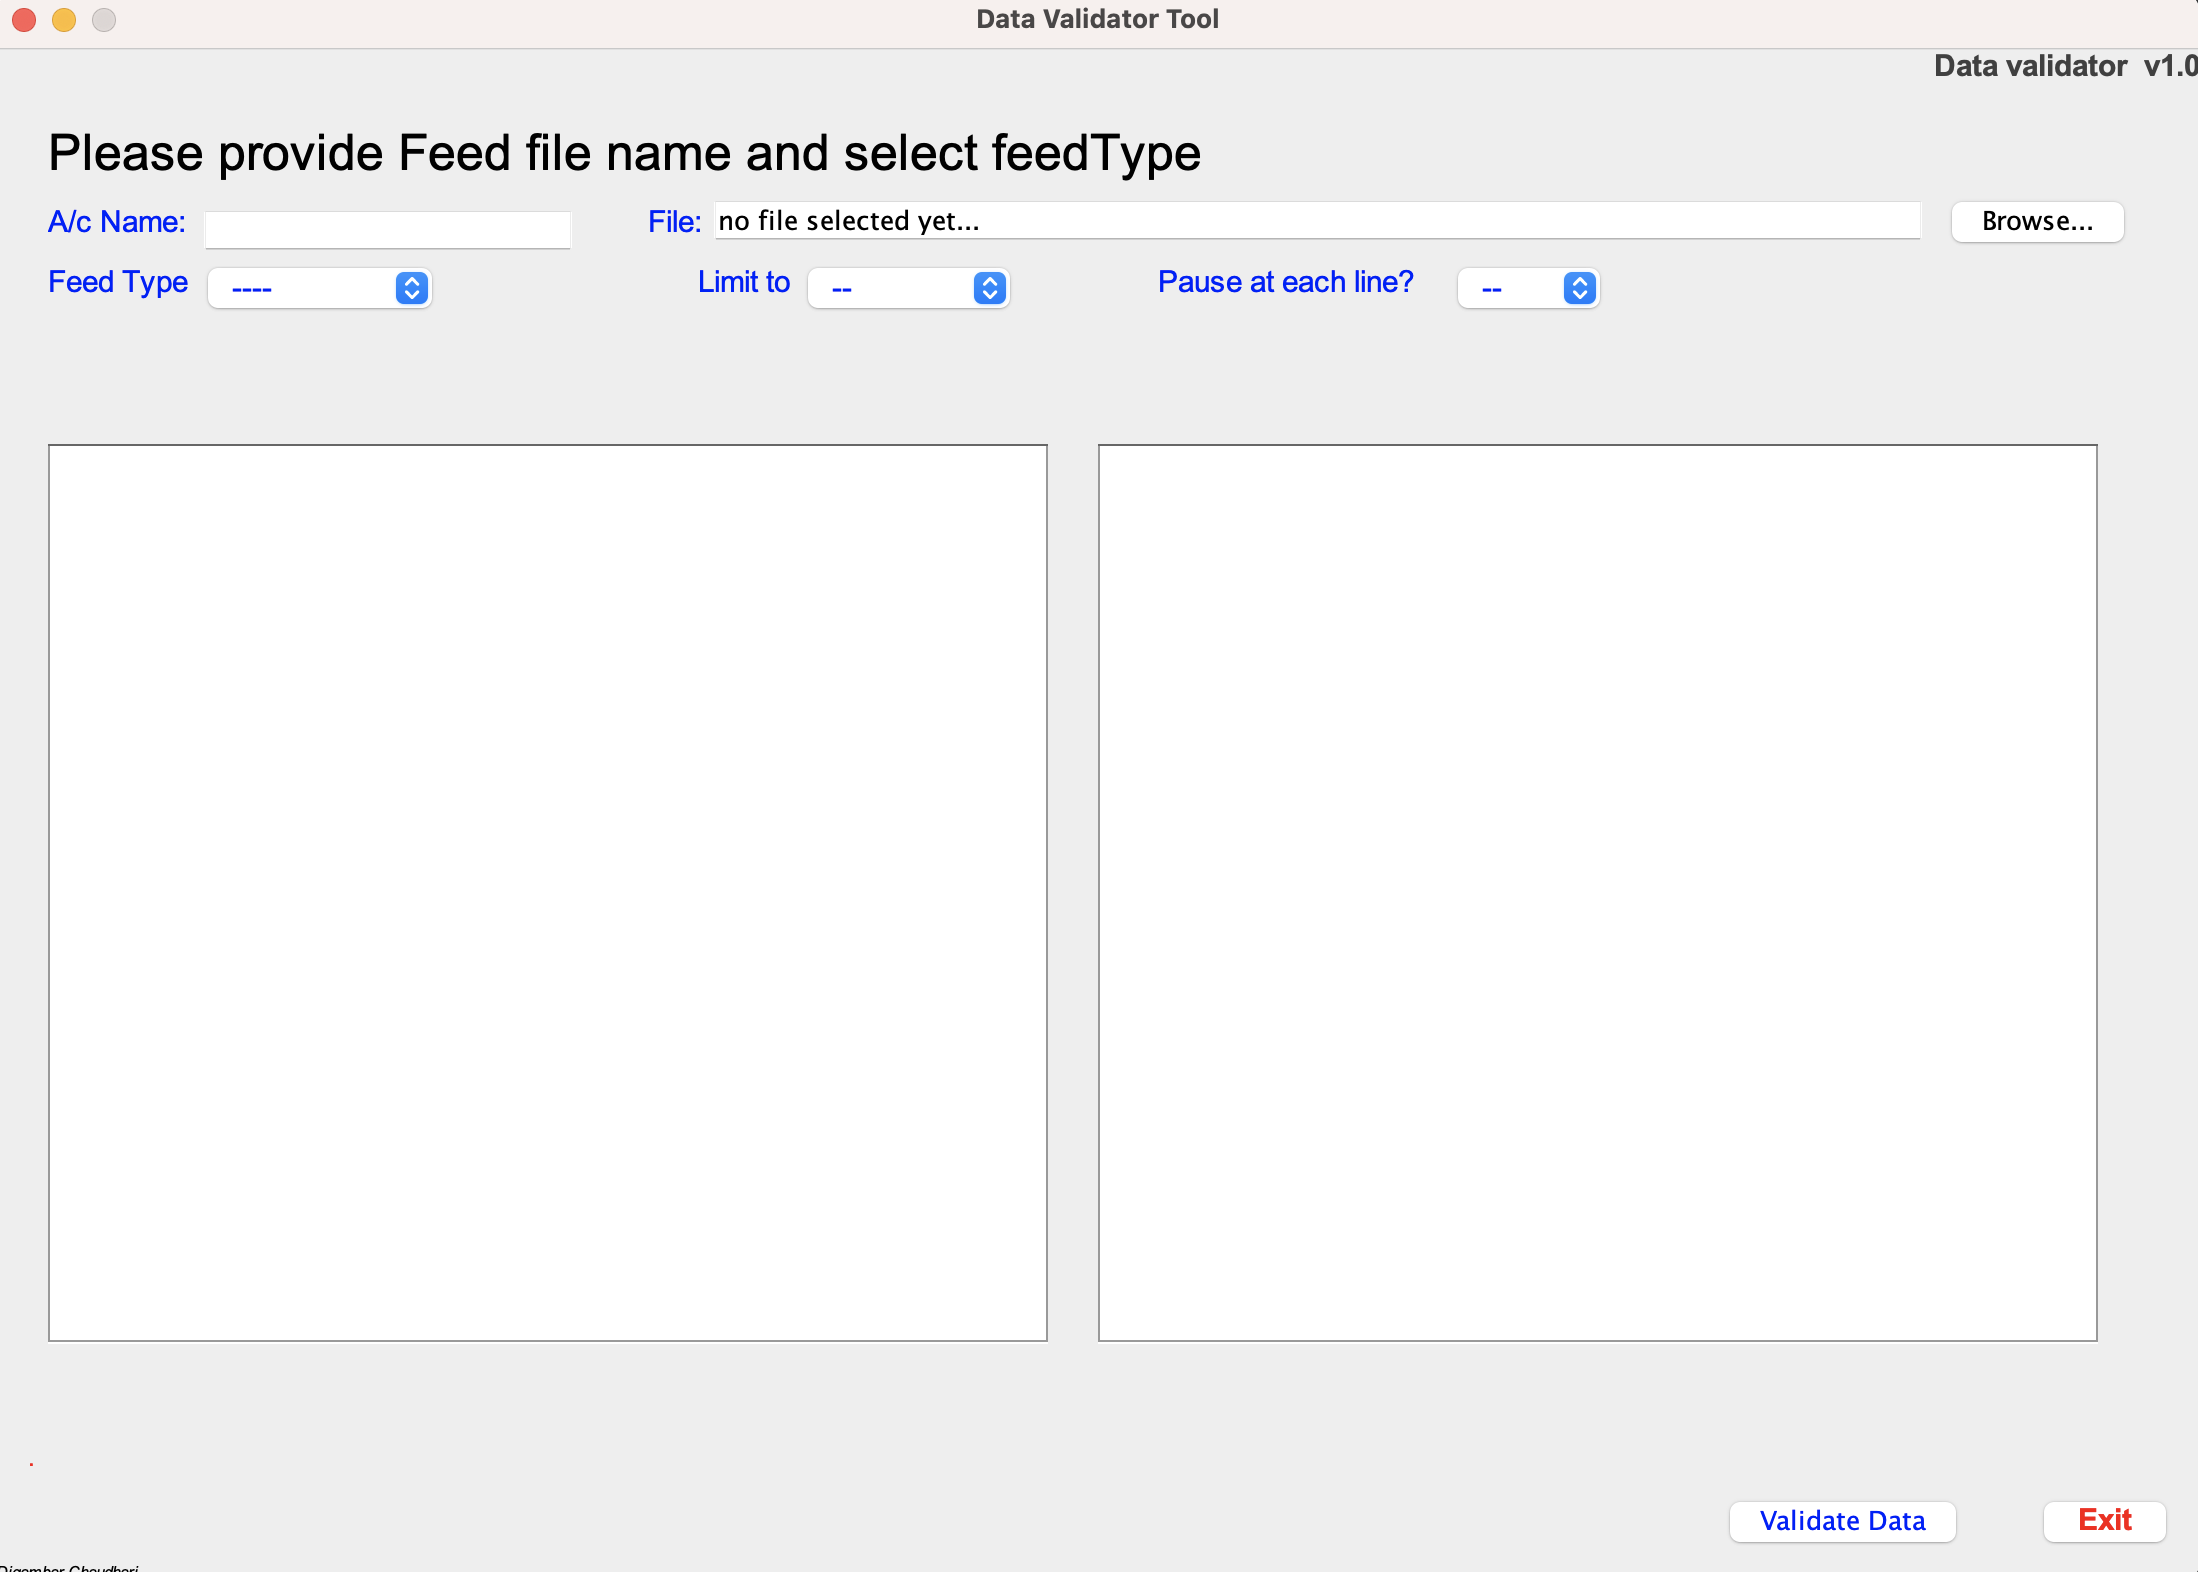 Data Validator Tool
Data validator  v1.0
Please provide Feed file name and select feedType
A/c Name:
File: no file selected yet... Browse...
Feed Type ---- Limit to -- Pause at each line? --
Validate Data Exit